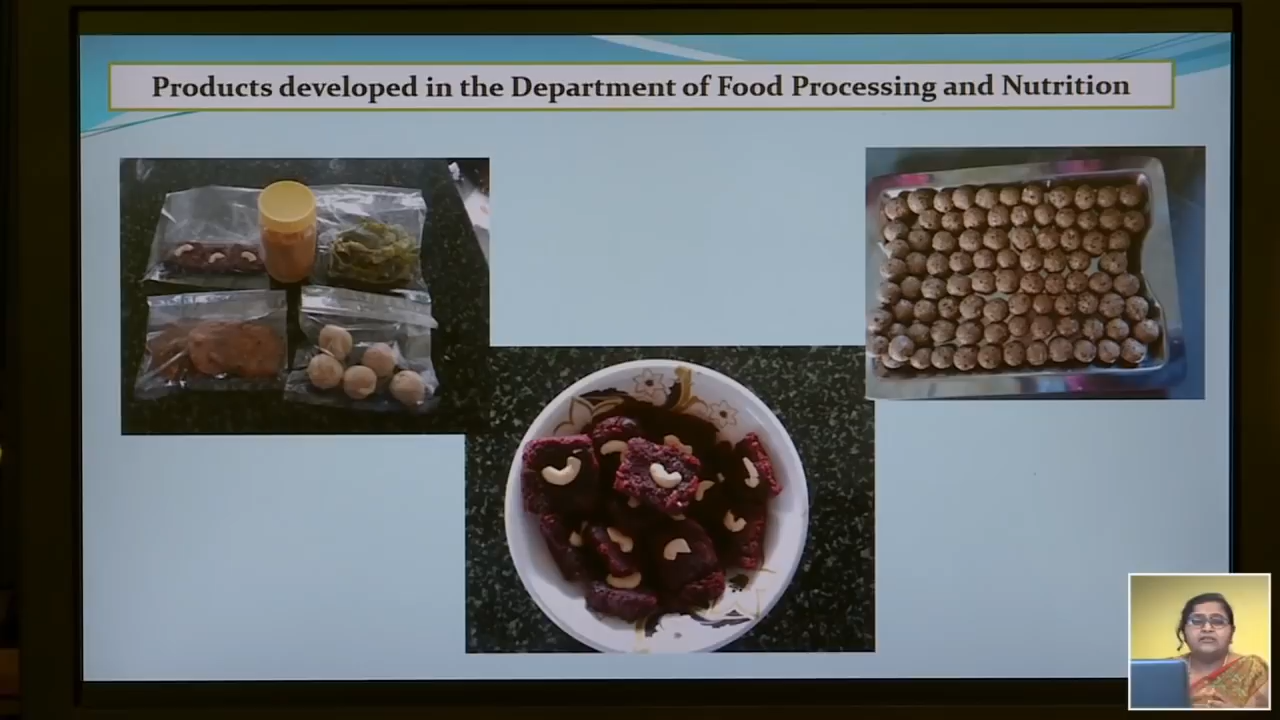 Products developed in the Department of Food Processing and Nutrition